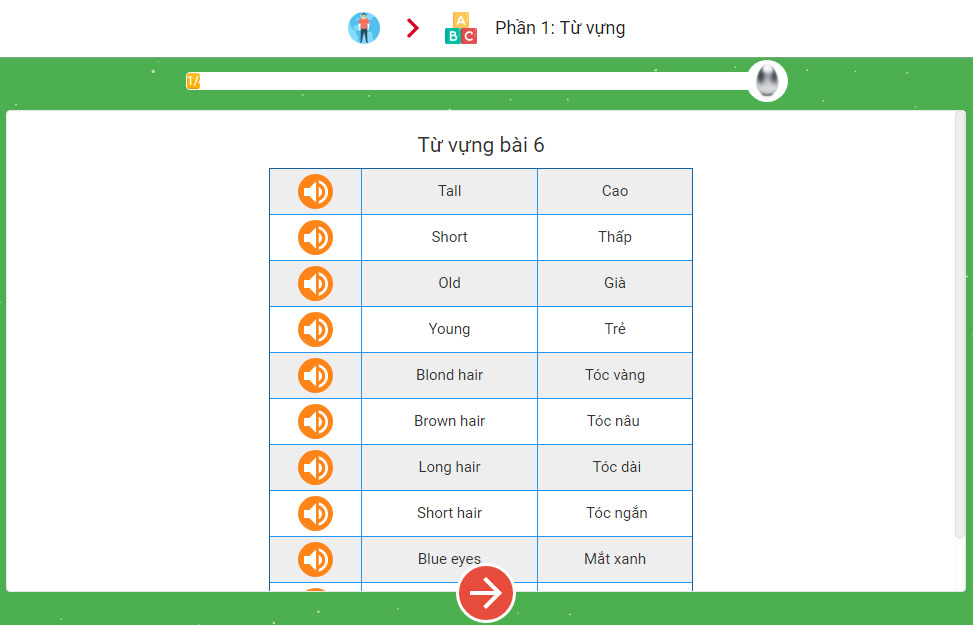 A
B C
Phần 1: Từ vựng
1/
Từ vựng bài 6
Tall Cao
Short Thấp
Old Già
Young Trẻ
Blond hair Tóc vàng
Brown hair Tóc nâu
Long hair Tóc dài
Short hair Tóc ngắn
Blue eyes Mắt xanh